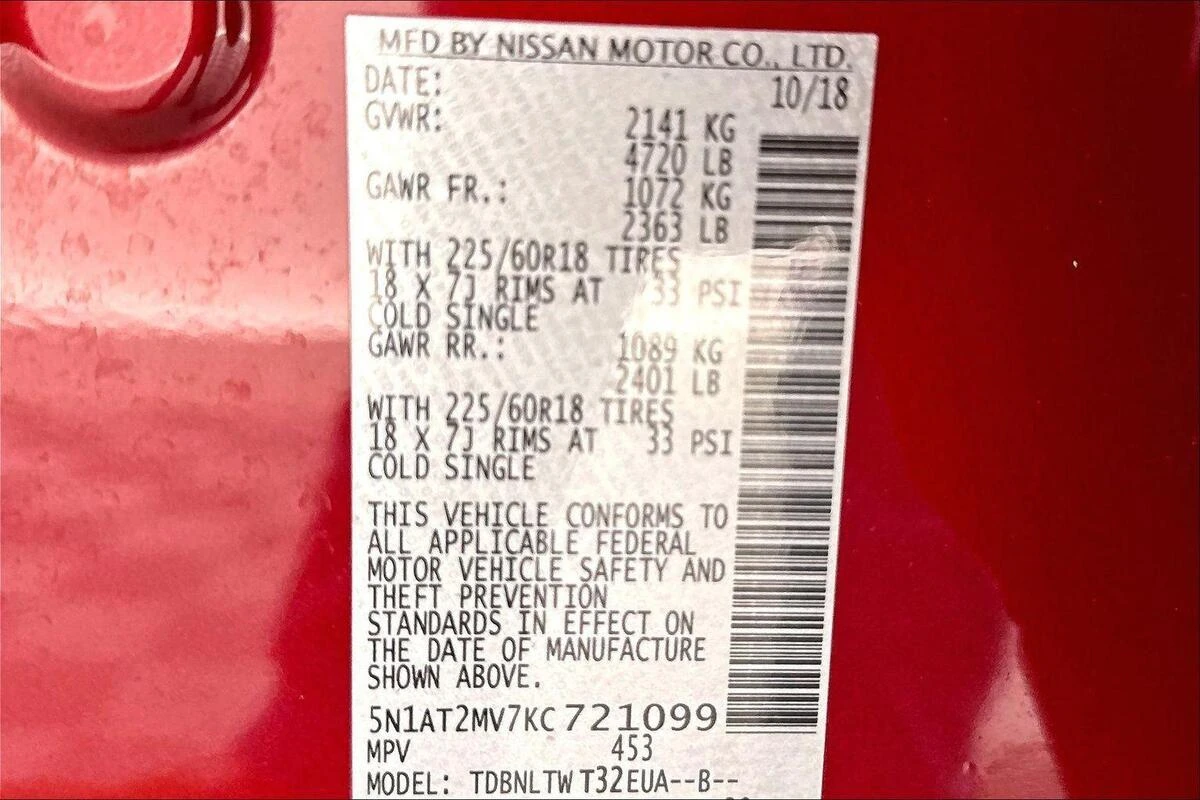 MFD BY NISSAN MOTOR CO., LTD.
DATE: 10/18
GVWR: 2141 KG
4720 LB
GAWR FR.: 1072 KG
2363 LB
WITH 225/60R18 TIRES
18 X 7J RIMS AT 33 PSI
COLD SINGLE
GAWR RR.: 1089 KG
2401 LB
WITH 225/60R18 TIRES
18 X 7J RIMS AT 33 PSI
COLD SINGLE
THIS VEHICLE CONFORMS TO
ALL APPLICABLE FEDERAL
MOTOR VEHICLE SAFETY AND
THEFT PREVENTION
STANDARDS IN EFFECT ON
THE DATE OF MANUFACTURE
SHOWN ABOVE.
5N1AT2MV7KC721099
MPV 453
MODEL: TDBNLTWT32EUA--B--